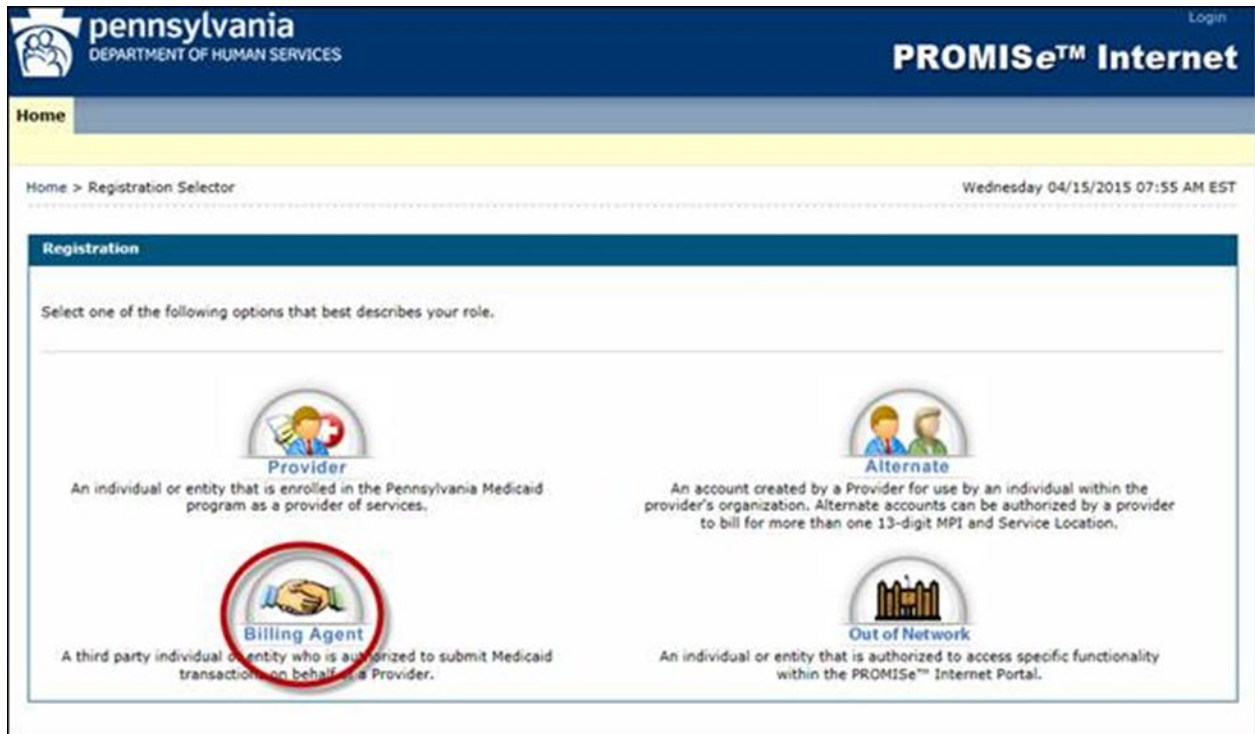 pennsylvania
DEPARTMENT OF HUMAN SERVICES
Login
PROMISe™ Internet
Home
Home > Registration Selector
Wednesday 04/15/2015 07:55 AM EST
Registration
Select one of the following options that best describes your role.
Provider
An individual or entity that is enrolled in the Pennsylvania Medicaid
program as a provider of services.
Alternate
An account created by a Provider for use by an individual within the
provider's organization. Alternate accounts can be authorized by a provider
to bill for more than one 13-digit MPI and Service Location.
Billing Agent
A third party individual or entity who is authorized to submit Medicaid
transactions on behalf of a Provider.
Out of Network
An individual or entity that is authorized to access specific functionality
within the PROMISe™ Internet Portal.